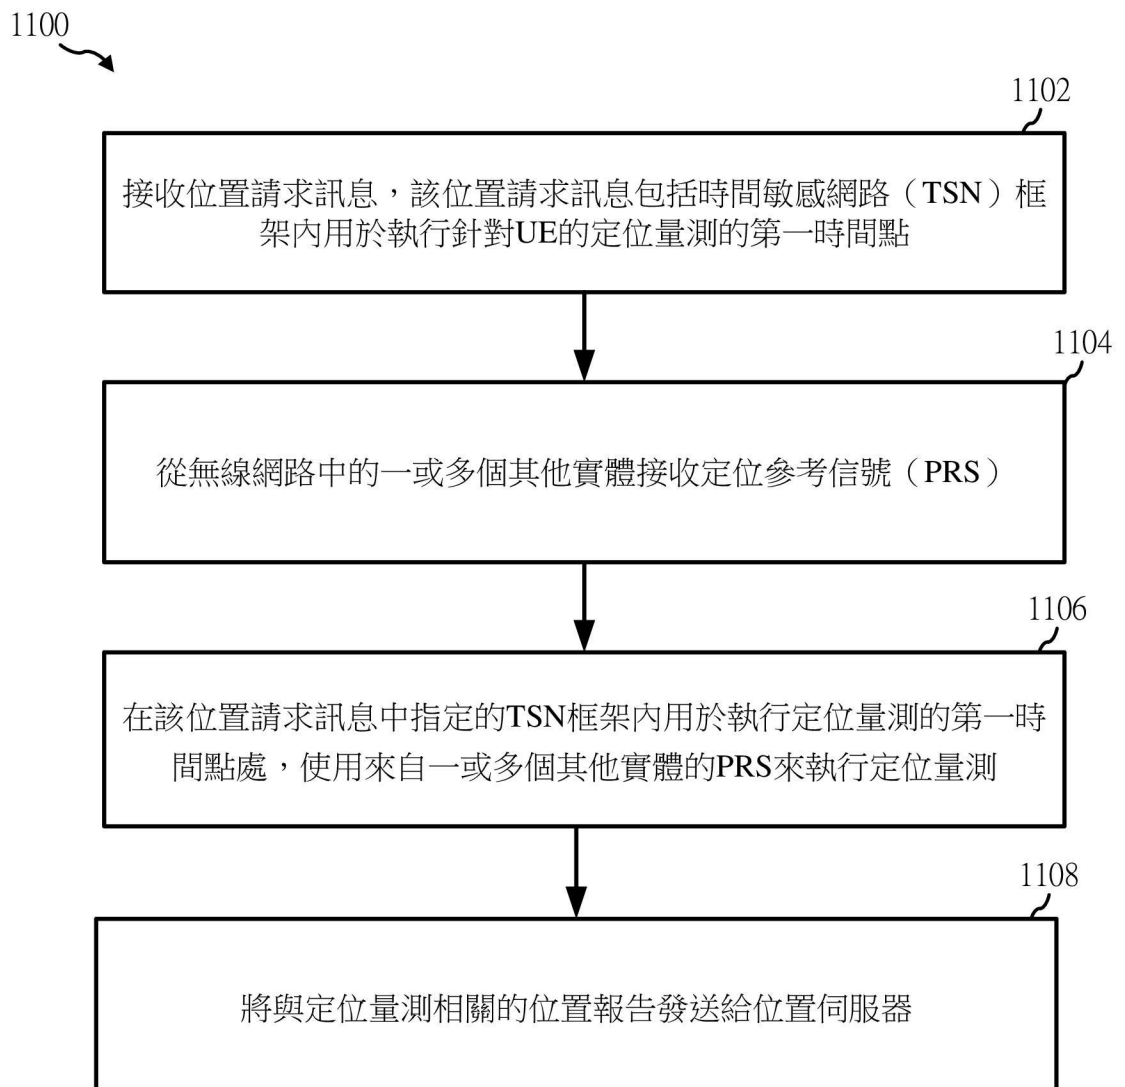 1100
1102
接收位置請求訊息，該位置請求訊息包括時間敏感網路（TSN）框
架內用於執行針對UE的定位量測的第一時間點
1104
從無線網路中的一或多個其他實體接收定位參考信號（PRS）
1106
在該位置請求訊息中指定的TSN框架內用於執行定位量測的第一時
間點處，使用來自一或多個其他實體的PRS來執行定位量測
1108
將與定位量測相關的位置報告發送給位置伺服器